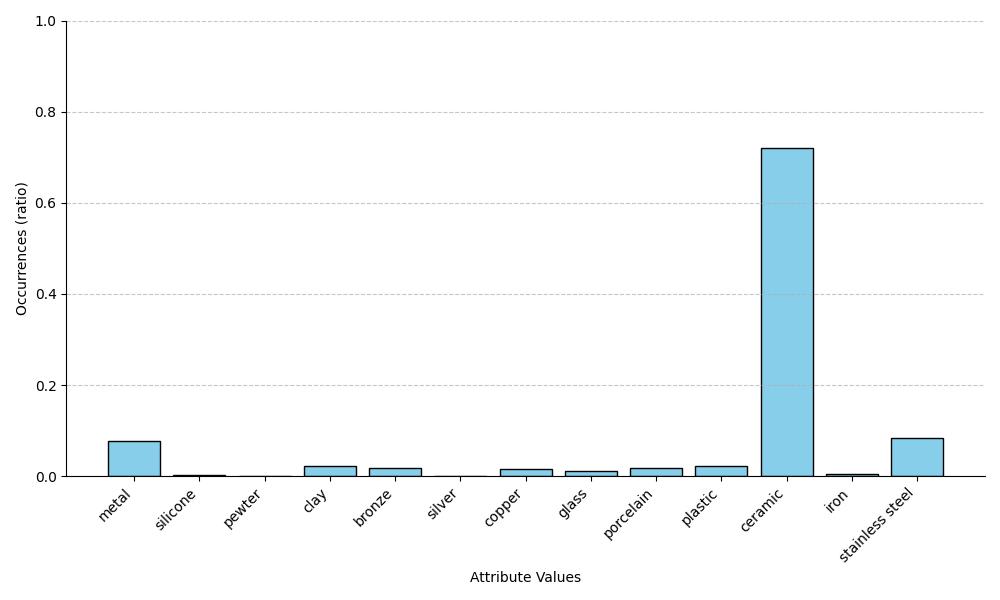 1.0
0.8
0.6
0.4
0.2
0.0
Occurrences (ratio)
metal
silicone
pewter
clay
bronze
silver
copper
glass
porcelain
plastic
ceramic
iron
stainless steel
Attribute Values